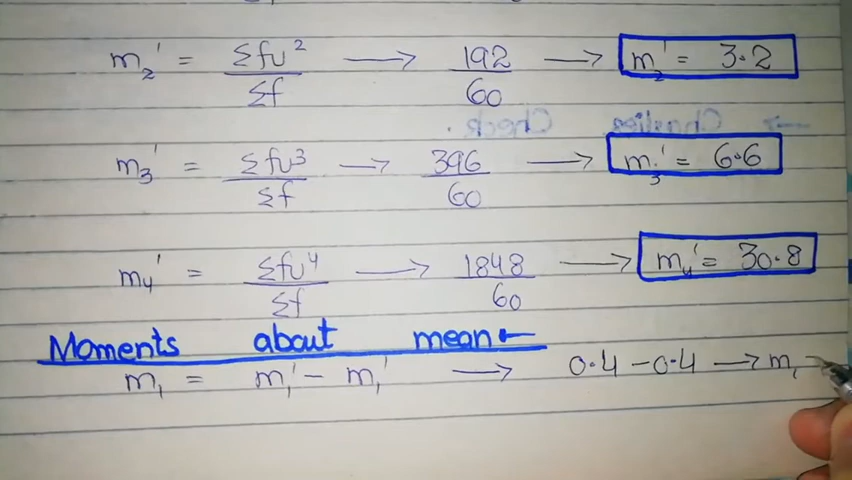 m₂' = Σfu²/Σf → 192/60 → m₂' = 3.2
m₃' = Σfu³/Σf → 396/60 → m₃' = 6.6
m₄' = Σfu⁴/Σf → 1848/60 → m₄' = 30.8
Moments about mean ←
m₁ = m₁' - m₁' → 0.4 - 0.4 → m₁ =